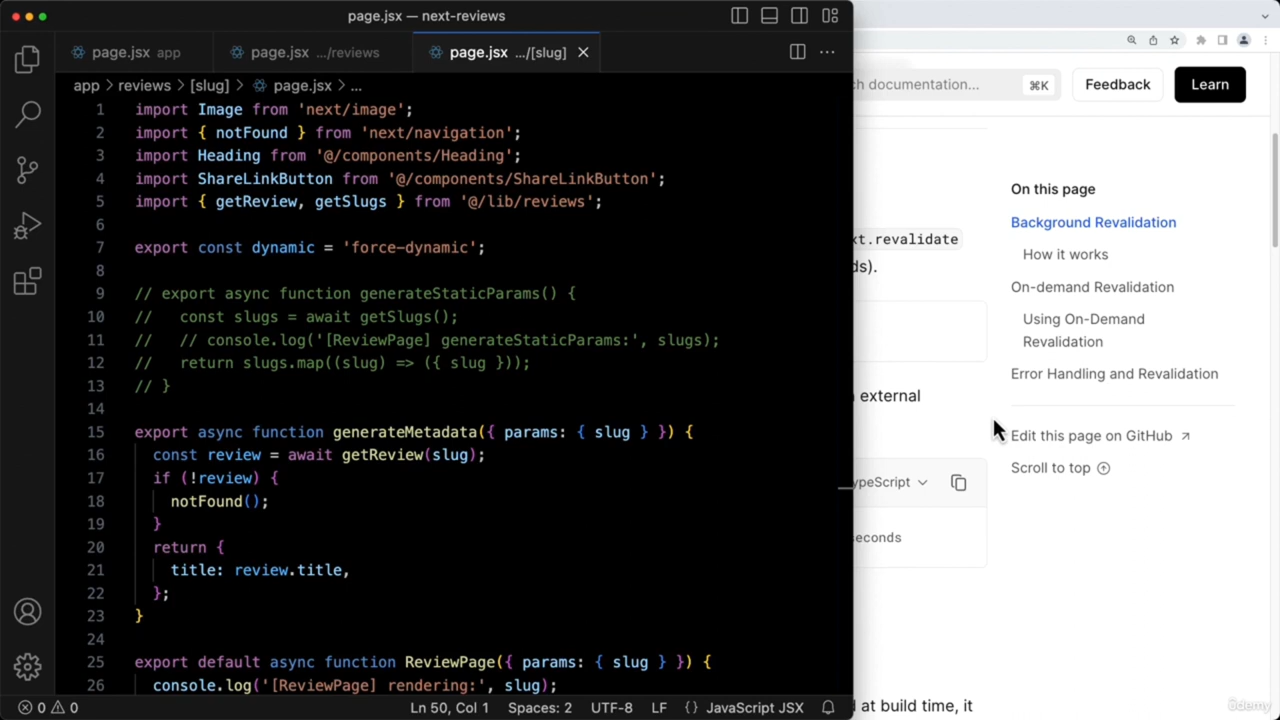 page.jsx — next-reviews
page.jsx app
page.jsx .../reviews
page.jsx .../[slug]
app > reviews > [slug] > page.jsx > ...
1 import Image from 'next/image';
2 import { notFound } from 'next/navigation';
3 import Heading from '@/components/Heading';
4 import ShareLinkButton from '@/components/ShareLinkButton';
5 import { getReview, getSlugs } from '@/lib/reviews';
6
7 export const dynamic = 'force-dynamic';
8
9 // export async function generateStaticParams() {
10 //   const slugs = await getSlugs();
11 //   // console.log('[ReviewPage] generateStaticParams:', slugs);
12 //   return slugs.map((slug) => ({ slug }));
13 // }
14
15 export async function generateMetadata({ params: { slug } }) {
16   const review = await getReview(slug);
17   if (!review) {
18     notFound();
19   }
20   return {
21     title: review.title,
22   };
23 }
24
25 export default async function ReviewPage({ params: { slug } }) {
26   console.log('[ReviewPage] rendering:', slug);
0 0
Ln 50, Col 1 Spaces: 2 UTF-8 LF {} JavaScript JSX
ch documentation... ⌘K Feedback Learn
xt.revalidate
ds).
external
ypeScript
econds
at build time, it
On this page
Background Revalidation
How it works
On-demand Revalidation
Using On-Demand
Revalidation
Error Handling and Revalidation
Edit this page on GitHub
Scroll to top
ûdemy